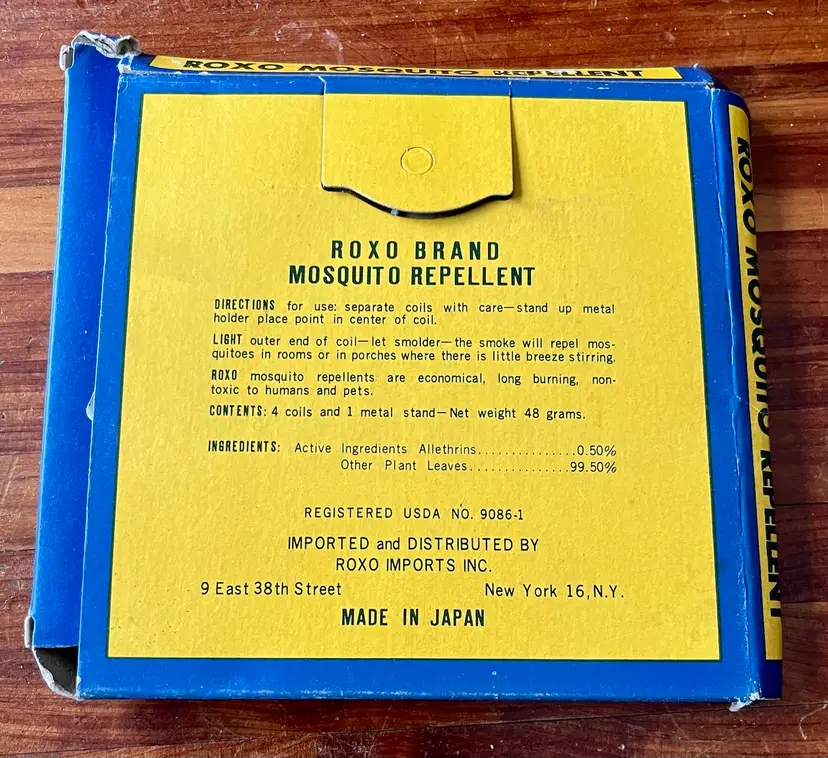 ROXO MOSQUITO REPELLENT
ROXO BRAND
MOSQUITO REPELLENT
DIRECTIONS for use: separate coils with care—stand up metal
holder place point in center of coil.
LIGHT outer end of coil—let smolder—the smoke will repel mos-
quitoes in rooms or in porches where there is little breeze stirring.
ROXO mosquito repellents are economical, long burning, non-
toxic to humans and pets.
CONTENTS: 4 coils and 1 metal stand—Net weight 48 grams.
INGREDIENTS: Active Ingredients Allethrins...............0.50%
Other Plant Leaves...............99.50%
REGISTERED USDA NO. 9086-1
IMPORTED and DISTRIBUTED BY
ROXO IMPORTS INC.
9 East 38th Street New York 16, N.Y.
MADE IN JAPAN
ROXO MOSQUITO REPELLENT